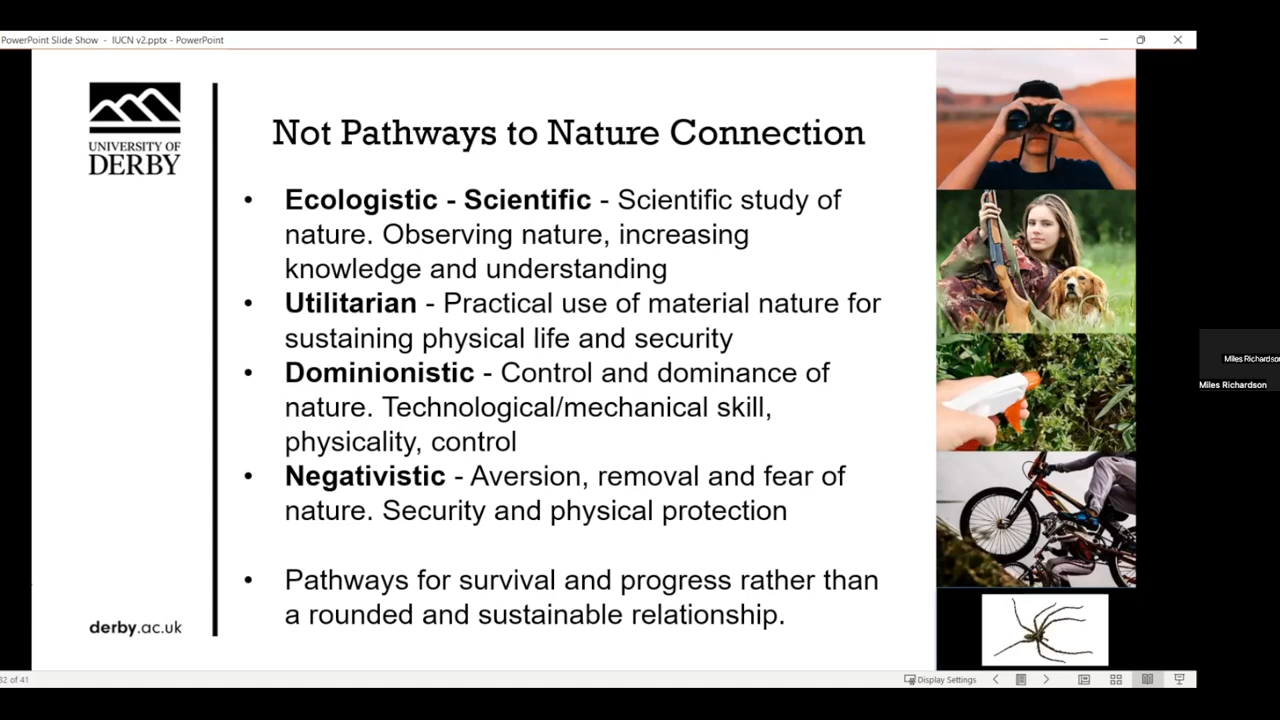 PowerPoint Slide Show - IUCN v2.pptx - PowerPoint
UNIVERSITY OF
DERBY
Not Pathways to Nature Connection
• Ecologistic - Scientific - Scientific study of
nature. Observing nature, increasing
knowledge and understanding
• Utilitarian - Practical use of material nature for
sustaining physical life and security
• Dominionistic - Control and dominance of
nature. Technological/mechanical skill,
physicality, control
• Negativistic - Aversion, removal and fear of
nature. Security and physical protection
• Pathways for survival and progress rather than
a rounded and sustainable relationship.
derby.ac.uk
Miles Richardson
Miles Richardson
32 of 41
Display Settings